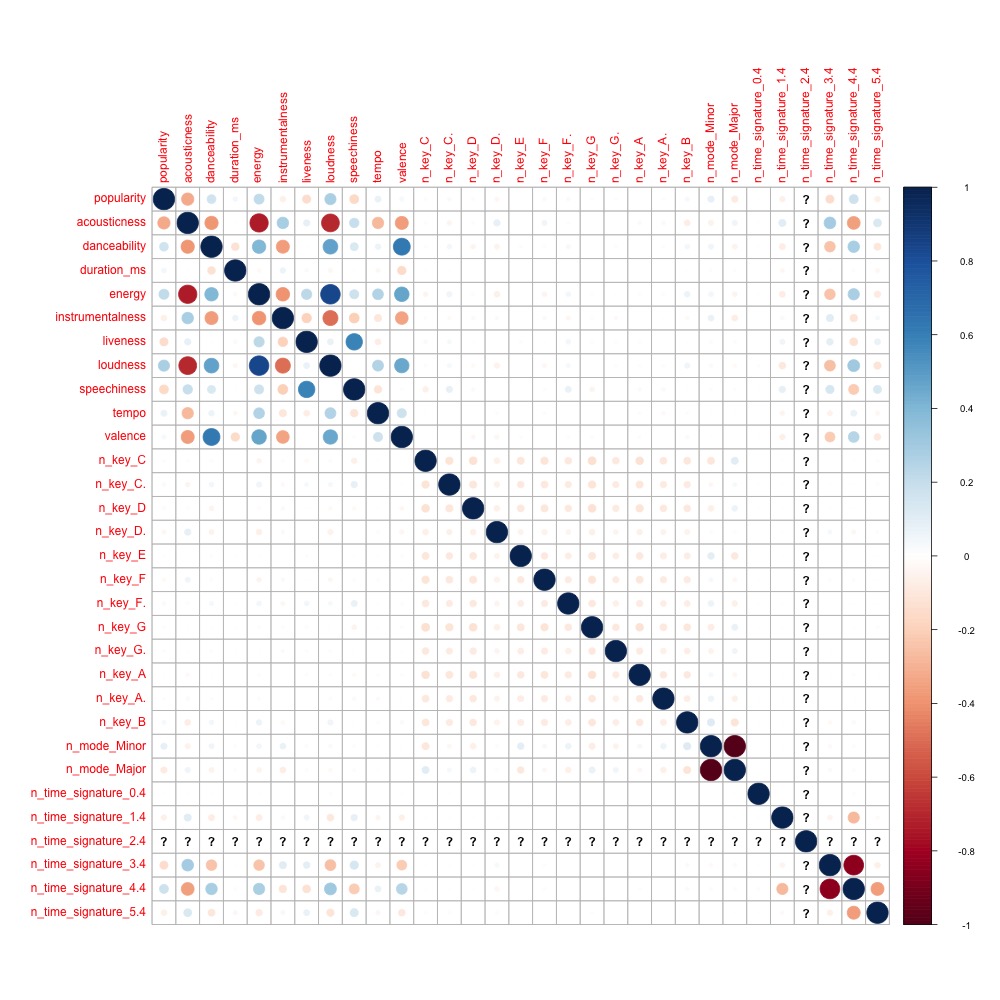 popularity
acousticness
danceability
duration_ms
energy
instrumentalness
liveness
loudness
speechiness
tempo
valence
n_key_C
n_key_C.
n_key_D
n_key_D.
n_key_E
n_key_F
n_key_F.
n_key_G
n_key_G.
n_key_A
n_key_A.
n_key_B
n_mode_Minor
n_mode_Major
n_time_signature_0.4
n_time_signature_1.4
n_time_signature_2.4
n_time_signature_3.4
n_time_signature_4.4
n_time_signature_5.4
popularity ?
acousticness ?
danceability ?
duration_ms ?
energy ?
instrumentalness ?
liveness ?
loudness ?
speechiness ?
tempo ?
valence ?
n_key_C ?
n_key_C. ?
n_key_D ?
n_key_D. ?
n_key_E ?
n_key_F ?
n_key_F. ?
n_key_G ?
n_key_G. ?
n_key_A ?
n_key_A. ?
n_key_B ?
n_mode_Minor ?
n_mode_Major ?
n_time_signature_0.4 ?
n_time_signature_1.4 ?
n_time_signature_2.4 ? ? ? ? ? ? ? ? ? ? ? ? ? ? ? ? ? ? ? ? ? ? ? ? ? ? ? ? ? ?
n_time_signature_3.4 ?
n_time_signature_4.4 ?
n_time_signature_5.4 ?
1
0.8
0.6
0.4
0.2
0
-0.2
-0.4
-0.6
-0.8
-1